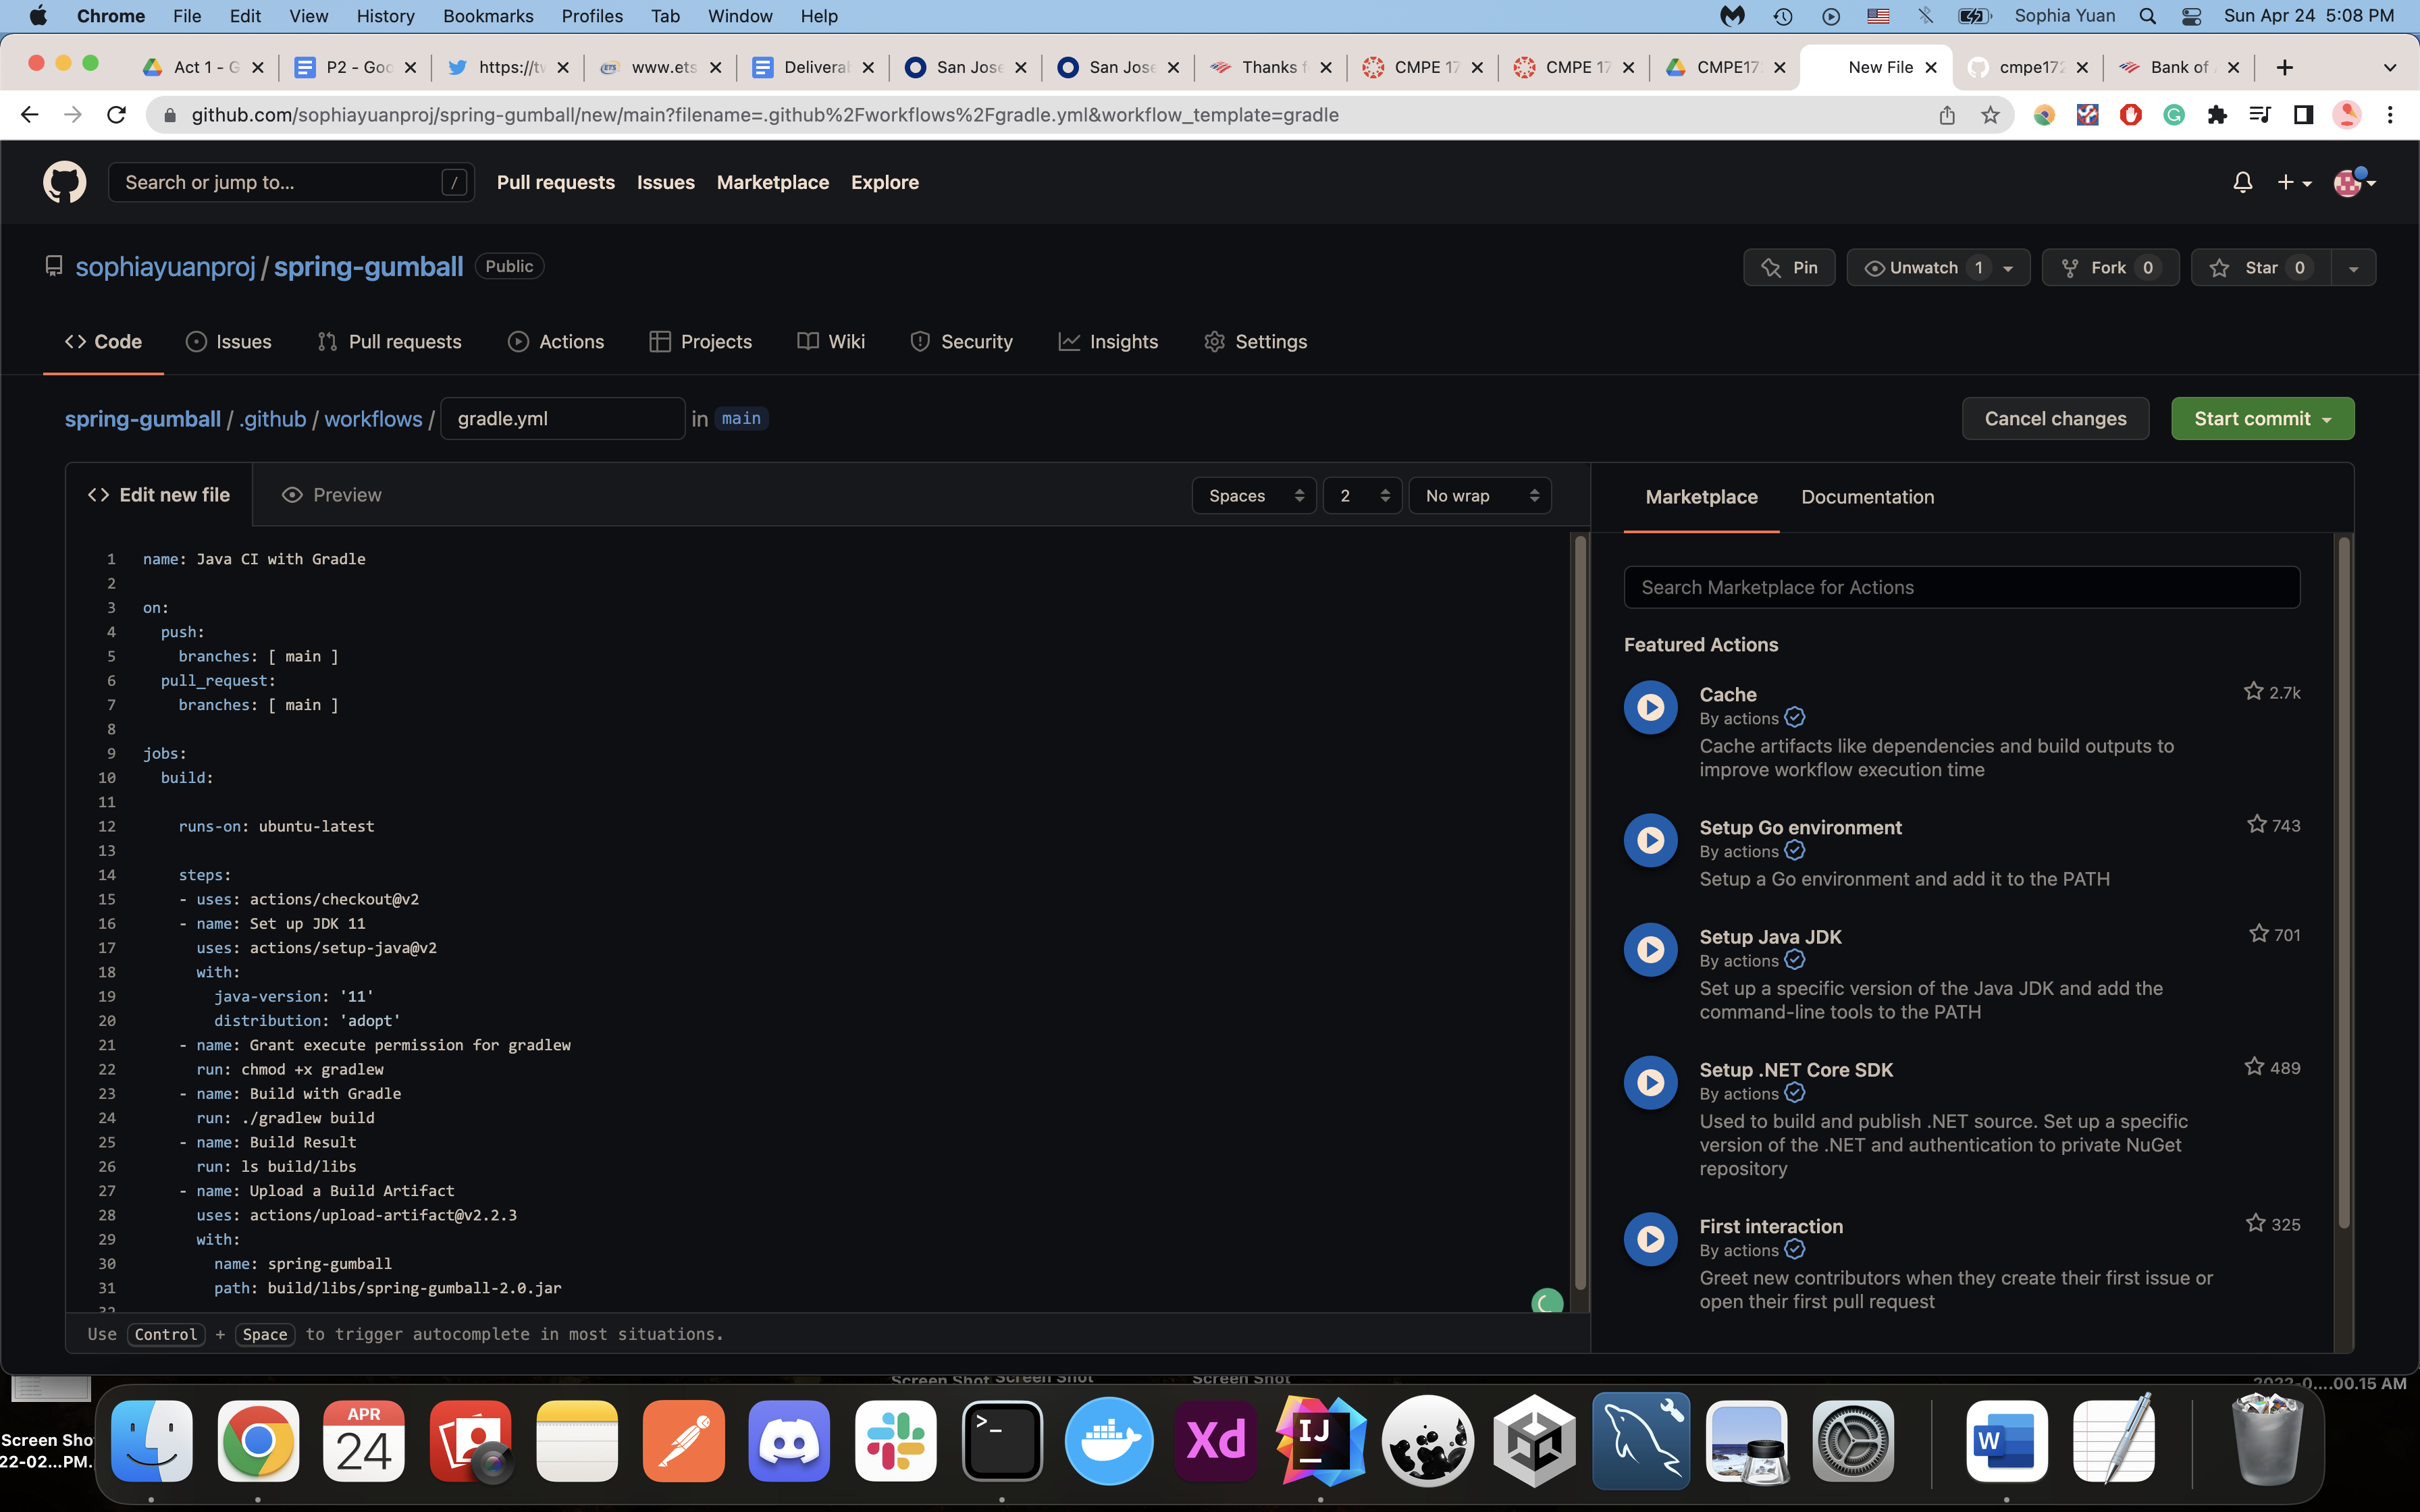 Chrome File Edit View History Bookmarks Profiles Tab Window Help Sophia Yuan Sun Apr 24 5:08 PM
Act 1 - G P2 - Goo https://tw www.ets Delivera San Jose San Jose Thanks f CMPE 17 CMPE 17 CMPE17 New File cmpe172 Bank of
github.com/sophiayuanproj/spring-gumball/new/main?filename=.github%2Fworkflows%2Fgradle.yml&workflow_template=gradle
Search or jump to... / Pull requests Issues Marketplace Explore
sophiayuanproj / spring-gumball Public Pin Unwatch 1 Fork 0 Star 0
Code Issues Pull requests Actions Projects Wiki Security Insights Settings
spring-gumball / .github / workflows / gradle.yml in main Cancel changes Start commit
Edit new file Preview Spaces 2 No wrap
1 name: Java CI with Gradle
2
3 on:
4 push:
5 branches: [ main ]
6 pull_request:
7 branches: [ main ]
8
9 jobs:
10 build:
11
12 runs-on: ubuntu-latest
13
14 steps:
15 - uses: actions/checkout@v2
16 - name: Set up JDK 11
17 uses: actions/setup-java@v2
18 with:
19 java-version: '11'
20 distribution: 'adopt'
21 - name: Grant execute permission for gradlew
22 run: chmod +x gradlew
23 - name: Build with Gradle
24 run: ./gradlew build
25 - name: Build Result
26 run: ls build/libs
27 - name: Upload a Build Artifact
28 uses: actions/upload-artifact@v2.2.3
29 with:
30 name: spring-gumball
31 path: build/libs/spring-gumball-2.0.jar
32
Use Control + Space to trigger autocomplete in most situations.
Marketplace Documentation
Search Marketplace for Actions
Featured Actions
Cache 2.7k
By actions
Cache artifacts like dependencies and build outputs to
improve workflow execution time
Setup Go environment 743
By actions
Setup a Go environment and add it to the PATH
Setup Java JDK 701
By actions
Set up a specific version of the Java JDK and add the
command-line tools to the PATH
Setup .NET Core SDK 489
By actions
Used to build and publish .NET source. Set up a specific
version of the .NET and authentication to private NuGet
repository
First interaction 325
By actions
Greet new contributors when they create their first issue or
open their first pull request
Screen Shot Screen Shot Screen Shot
2022-0....00.15 AM
Screen Sho
22-02...PM.
APR
24
>_
Xd
IJ
W